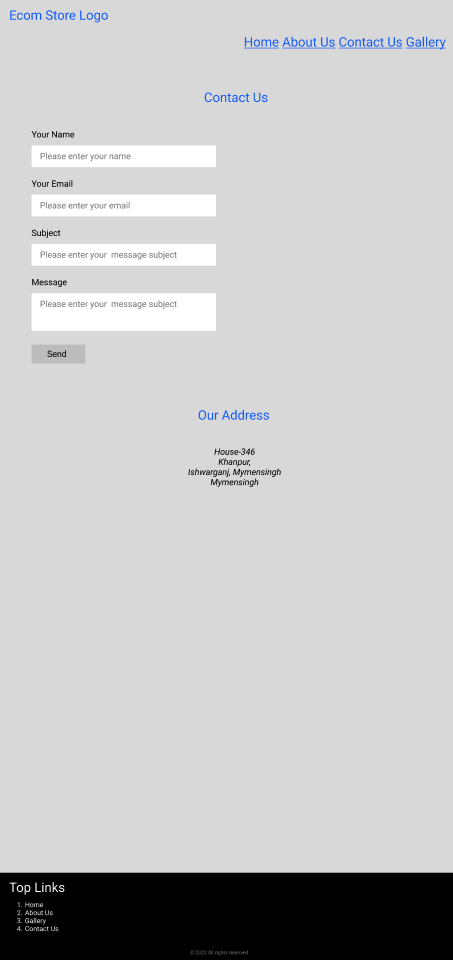 Ecom Store Logo
Home About Us Contact Us Gallery
Contact Us
Your Name
Please enter your name
Your Email
Please enter your email
Subject
Please enter your  message subject
Message
Please enter your  message subject
Send
Our Address
House-346
Khanpur,
Ishwarganj, Mymensingh
Mymensingh
Top Links
1. Home
2. About Us
3. Gallery
4. Contact Us
© 2022 All rights reserved